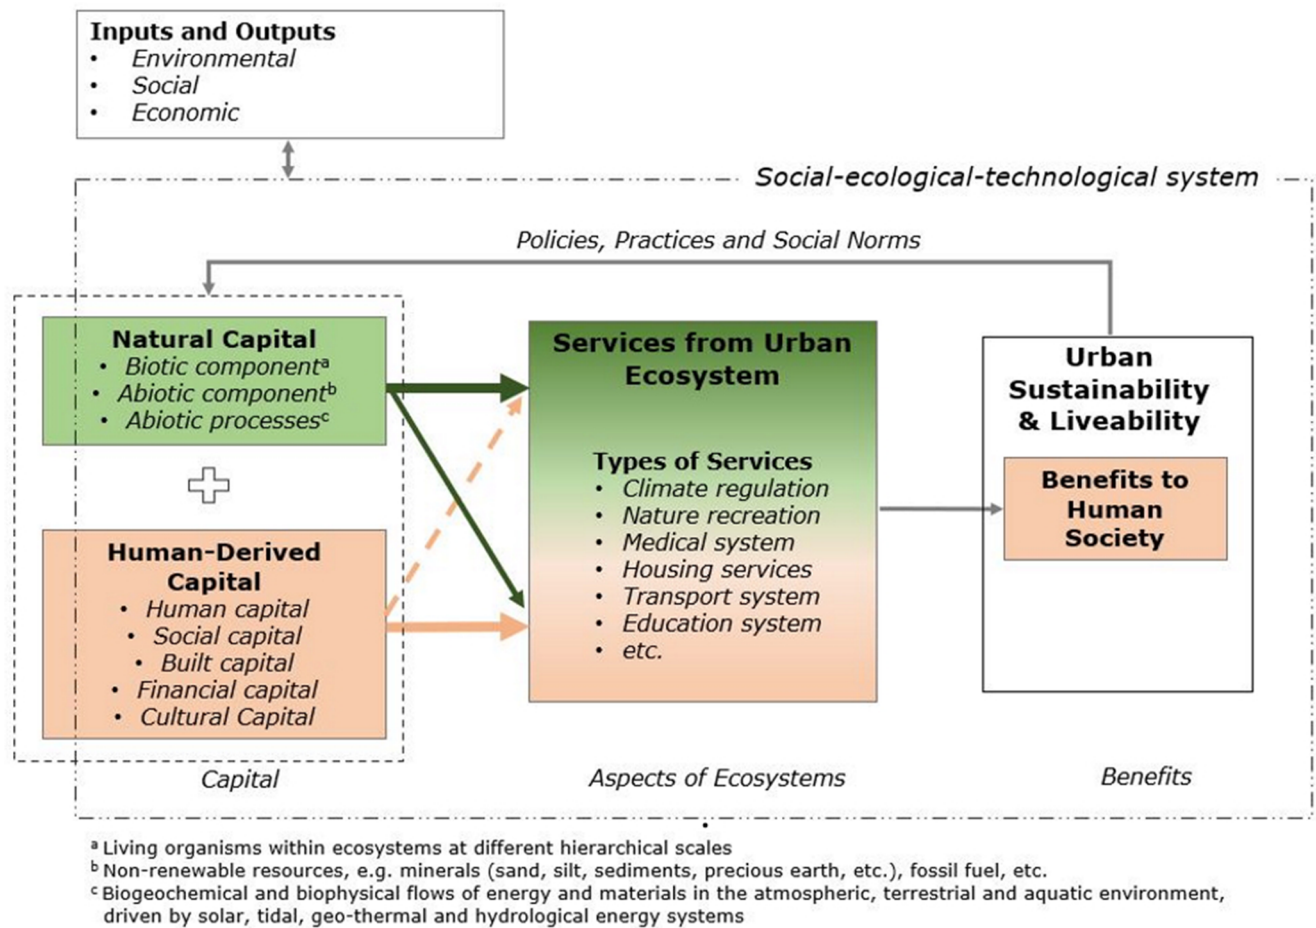 Inputs and Outputs
• Environmental
• Social
• Economic
Social-ecological-technological system
Policies, Practices and Social Norms
Natural Capital
• Biotic componentᵃ
• Abiotic componentᵇ
• Abiotic processesᶜ
Human-Derived
Capital
• Human capital
• Social capital
• Built capital
• Financial capital
• Cultural Capital
Capital
Services from Urban
Ecosystem
Types of Services
• Climate regulation
• Nature recreation
• Medical system
• Housing services
• Transport system
• Education system
• etc.
Aspects of Ecosystems
Urban
Sustainability
& Liveability
Benefits to
Human
Society
Benefits
ᵃ Living organisms within ecosystems at different hierarchical scales
ᵇ Non-renewable resources, e.g. minerals (sand, silt, sediments, precious earth, etc.), fossil fuel, etc.
ᶜ Biogeochemical and biophysical flows of energy and materials in the atmospheric, terrestrial and aquatic environment,
driven by solar, tidal, geo-thermal and hydrological energy systems